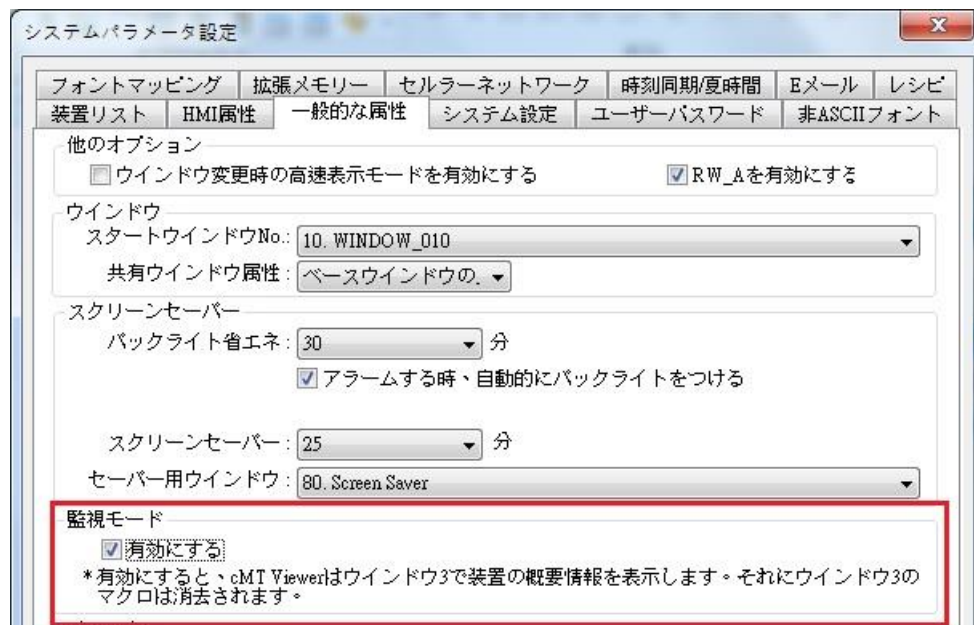 システムパラメータ設定
フォントマッピング 拡張メモリー セルラーネットワーク 時刻同期/夏時間 Eメール レシピ
装置リスト HMI属性 一般的な属性 システム設定 ユーザーパスワード 非ASCIIフォント
他のオプション
ウインドウ変更時の高速表示モードを有効にする RW_Aを有効にする
ウインドウ
スタートウインドウNo.: 10. WINDOW_010
共有ウインドウ属性 : ベースウインドウの.
スクリーンセーバー
バックライト省エネ : 30 分
アラームする時、自動的にバックライトをつける
スクリーンセーバー : 25 分
セーバー用ウインドウ : 80. Screen Saver
監視モード
有効にする
*有効にすると、cMT Viewerはウインドウ3で装置の概要情報を表示します。それにウインドウ3の
マクロは消去されます。